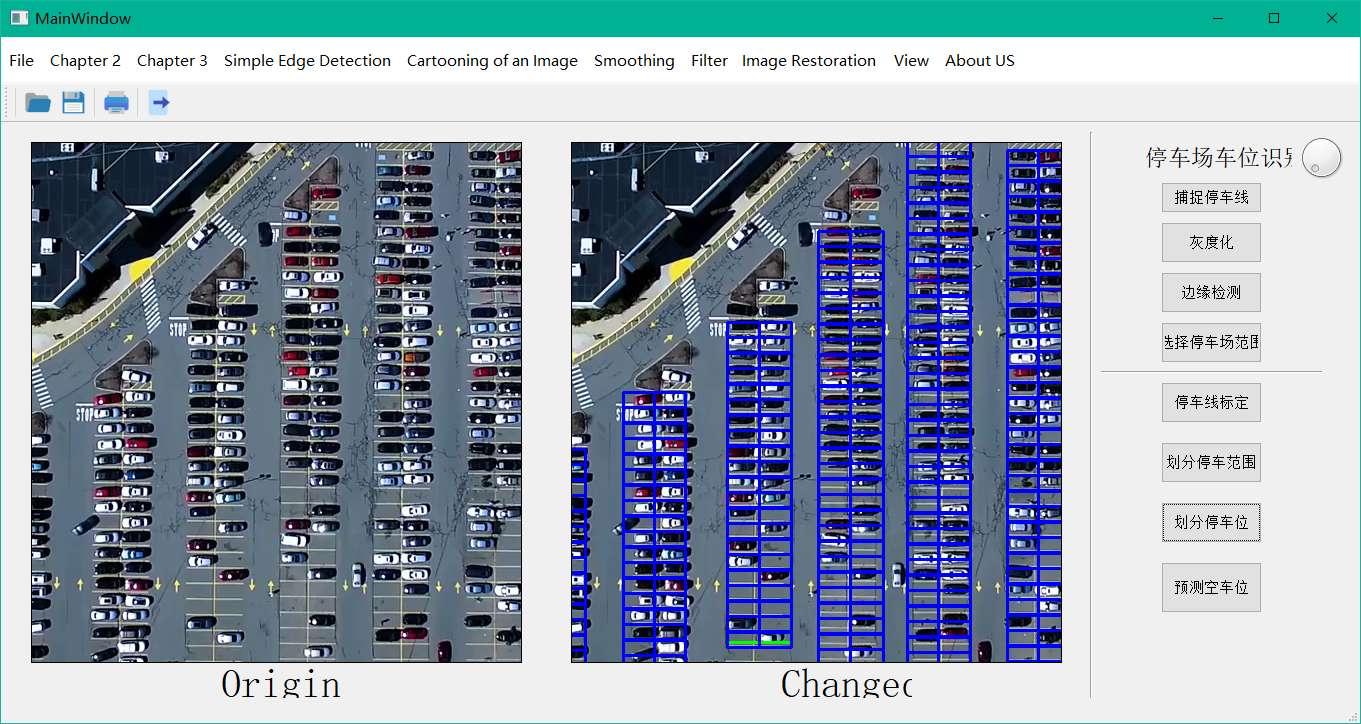 MainWindow
File Chapter 2 Chapter 3 Simple Edge Detection Cartooning of an Image Smoothing Filter Image Restoration View About US
停车场车位识别
捕捉停车线
灰度化
边缘检测
选择停车场范围
停车线标定
划分停车范围
划分停车位
预测空车位
STOP
STOP
STOP
STOP
Origin
Changed